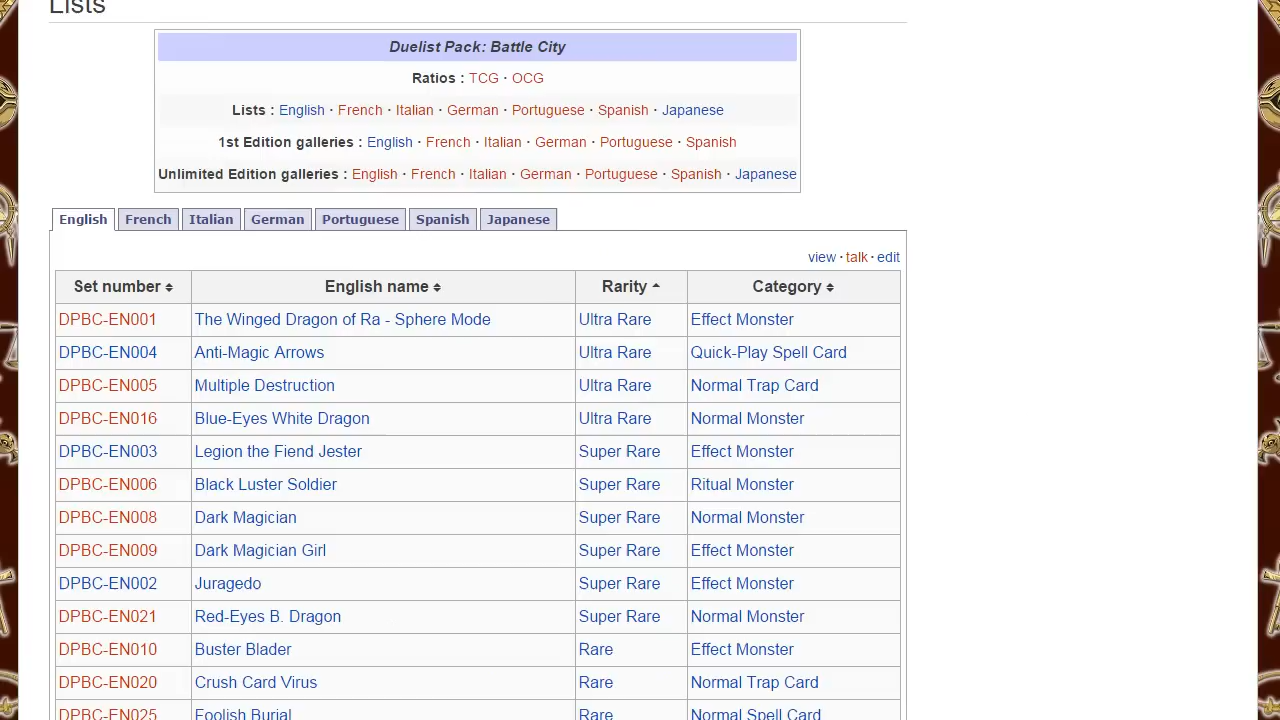 Lists
Duelist Pack: Battle City
Ratios : TCG · OCG
Lists : English · French · Italian · German · Portuguese · Spanish · Japanese
1st Edition galleries : English · French · Italian · German · Portuguese · Spanish
Unlimited Edition galleries : English · French · Italian · German · Portuguese · Spanish · Japanese
English French Italian German Portuguese Spanish Japanese
view · talk · edit
Set number English name Rarity Category
DPBC-EN001 The Winged Dragon of Ra - Sphere Mode Ultra Rare Effect Monster
DPBC-EN004 Anti-Magic Arrows Ultra Rare Quick-Play Spell Card
DPBC-EN005 Multiple Destruction Ultra Rare Normal Trap Card
DPBC-EN016 Blue-Eyes White Dragon Ultra Rare Normal Monster
DPBC-EN003 Legion the Fiend Jester Super Rare Effect Monster
DPBC-EN006 Black Luster Soldier Super Rare Ritual Monster
DPBC-EN008 Dark Magician Super Rare Normal Monster
DPBC-EN009 Dark Magician Girl Super Rare Effect Monster
DPBC-EN002 Juragedo Super Rare Effect Monster
DPBC-EN021 Red-Eyes B. Dragon Super Rare Normal Monster
DPBC-EN010 Buster Blader Rare Effect Monster
DPBC-EN020 Crush Card Virus Rare Normal Trap Card
DPBC-EN025 Foolish Burial Rare Normal Spell Card